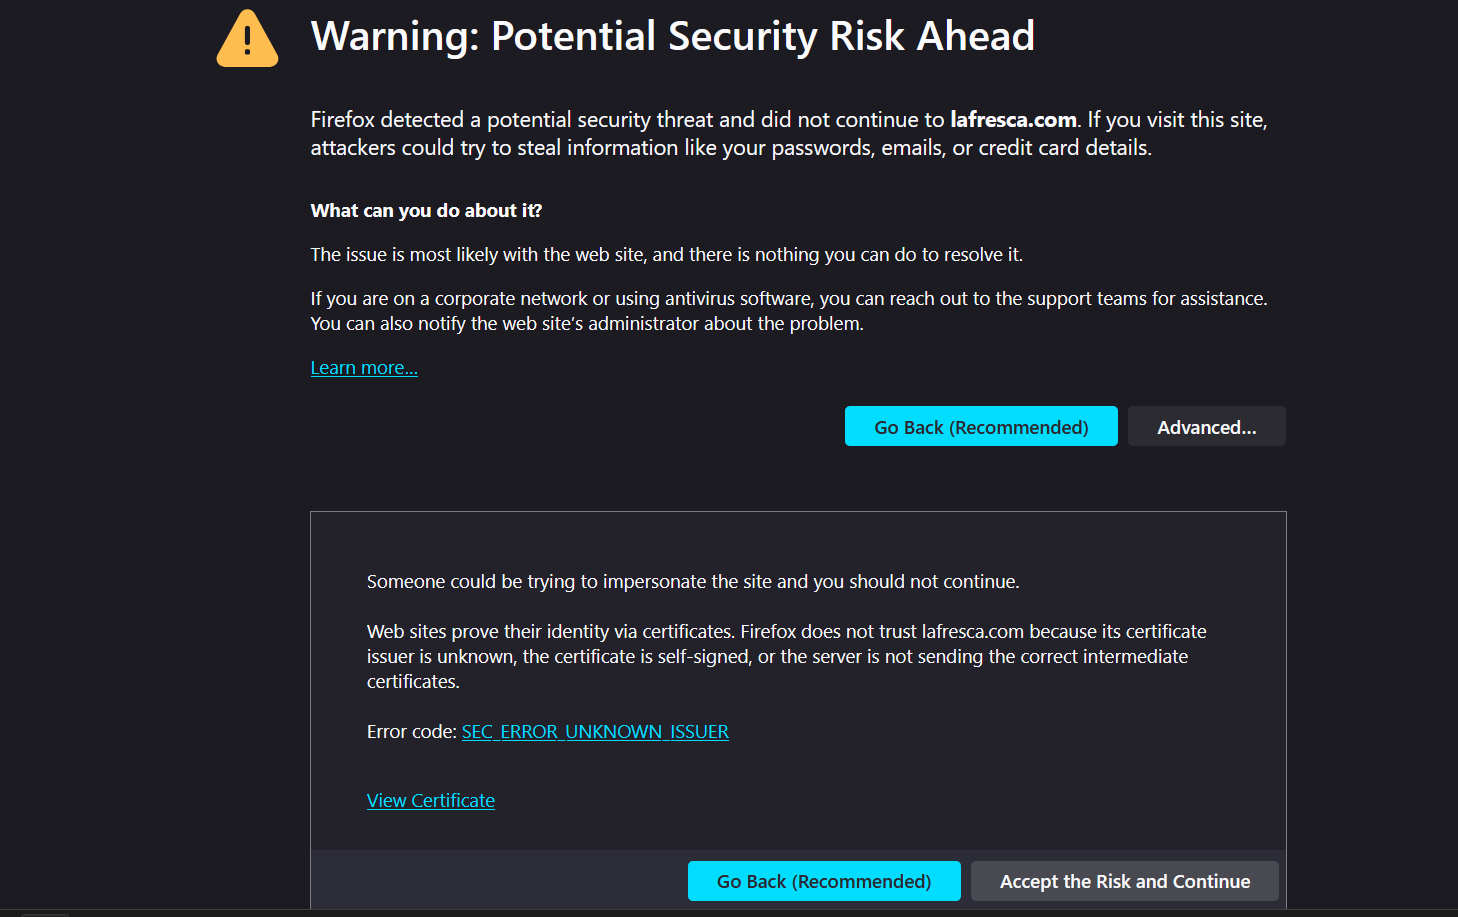 Warning: Potential Security Risk Ahead
Firefox detected a potential security threat and did not continue to lafresca.com. If you visit this site,
attackers could try to steal information like your passwords, emails, or credit card details.
What can you do about it?
The issue is most likely with the web site, and there is nothing you can do to resolve it.
If you are on a corporate network or using antivirus software, you can reach out to the support teams for assistance.
You can also notify the web site’s administrator about the problem.
Learn more…
Go Back (Recommended)
Advanced…
Someone could be trying to impersonate the site and you should not continue.
Web sites prove their identity via certificates. Firefox does not trust lafresca.com because its certificate
issuer is unknown, the certificate is self-signed, or the server is not sending the correct intermediate
certificates.
Error code: SEC_ERROR_UNKNOWN_ISSUER
View Certificate
Go Back (Recommended)
Accept the Risk and Continue